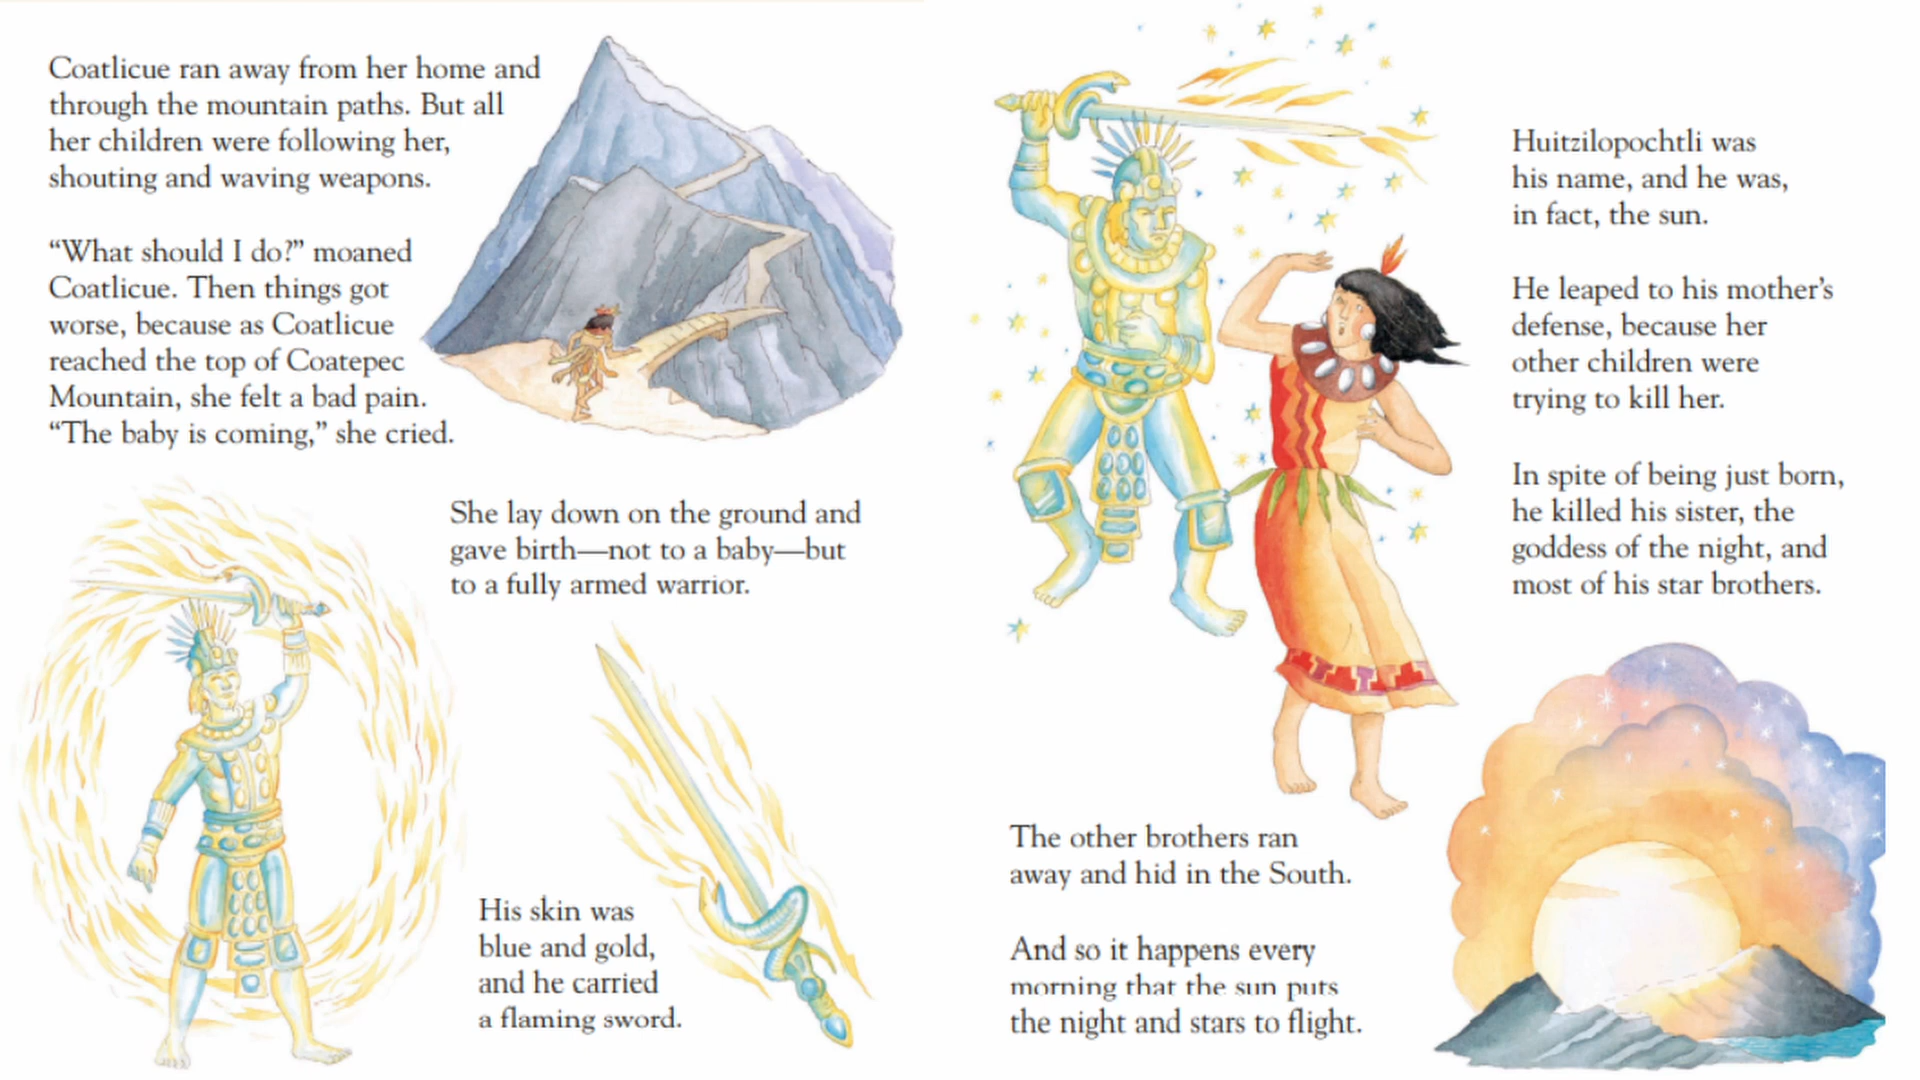 Coatlicue ran away from her home and
through the mountain paths. But all
her children were following her,
shouting and waving weapons.
“What should I do?” moaned
Coatlicue. Then things got
worse, because as Coatlicue
reached the top of Coatepec
Mountain, she felt a bad pain.
“The baby is coming,” she cried.
She lay down on the ground and
gave birth—not to a baby—but
to a fully armed warrior.
His skin was
blue and gold,
and he carried
a flaming sword.
Huitzilopochtli was
his name, and he was,
in fact, the sun.
He leaped to his mother’s
defense, because her
other children were
trying to kill her.
In spite of being just born,
he killed his sister, the
goddess of the night, and
most of his star brothers.
The other brothers ran
away and hid in the South.
And so it happens every
morning that the sun puts
the night and stars to flight.